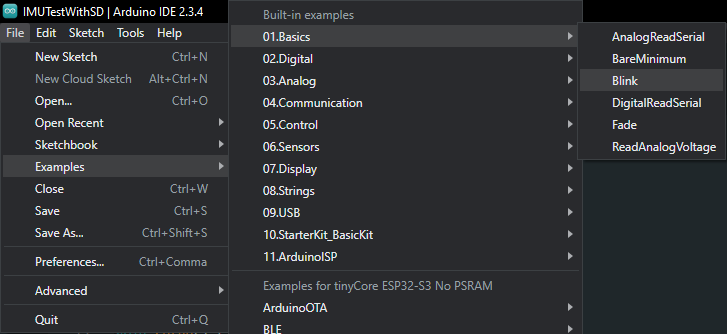 IMUTestWithSD | Arduino IDE 2.3.4
File Edit Sketch Tools Help
New Sketch Ctrl+N
New Cloud Sketch Alt+Ctrl+N
Open... Ctrl+O
Open Recent
Sketchbook
Examples
Close Ctrl+W
Save Ctrl+S
Save As... Ctrl+Shift+S
Preferences... Ctrl+Comma
Advanced
Quit Ctrl+Q
Built-in examples
01.Basics
02.Digital
03.Analog
04.Communication
05.Control
06.Sensors
07.Display
08.Strings
09.USB
10.StarterKit_BasicKit
11.ArduinoISP
Examples for tinyCore ESP32-S3 No PSRAM
ArduinoOTA
BLE
AnalogReadSerial
BareMinimum
Blink
DigitalReadSerial
Fade
ReadAnalogVoltage